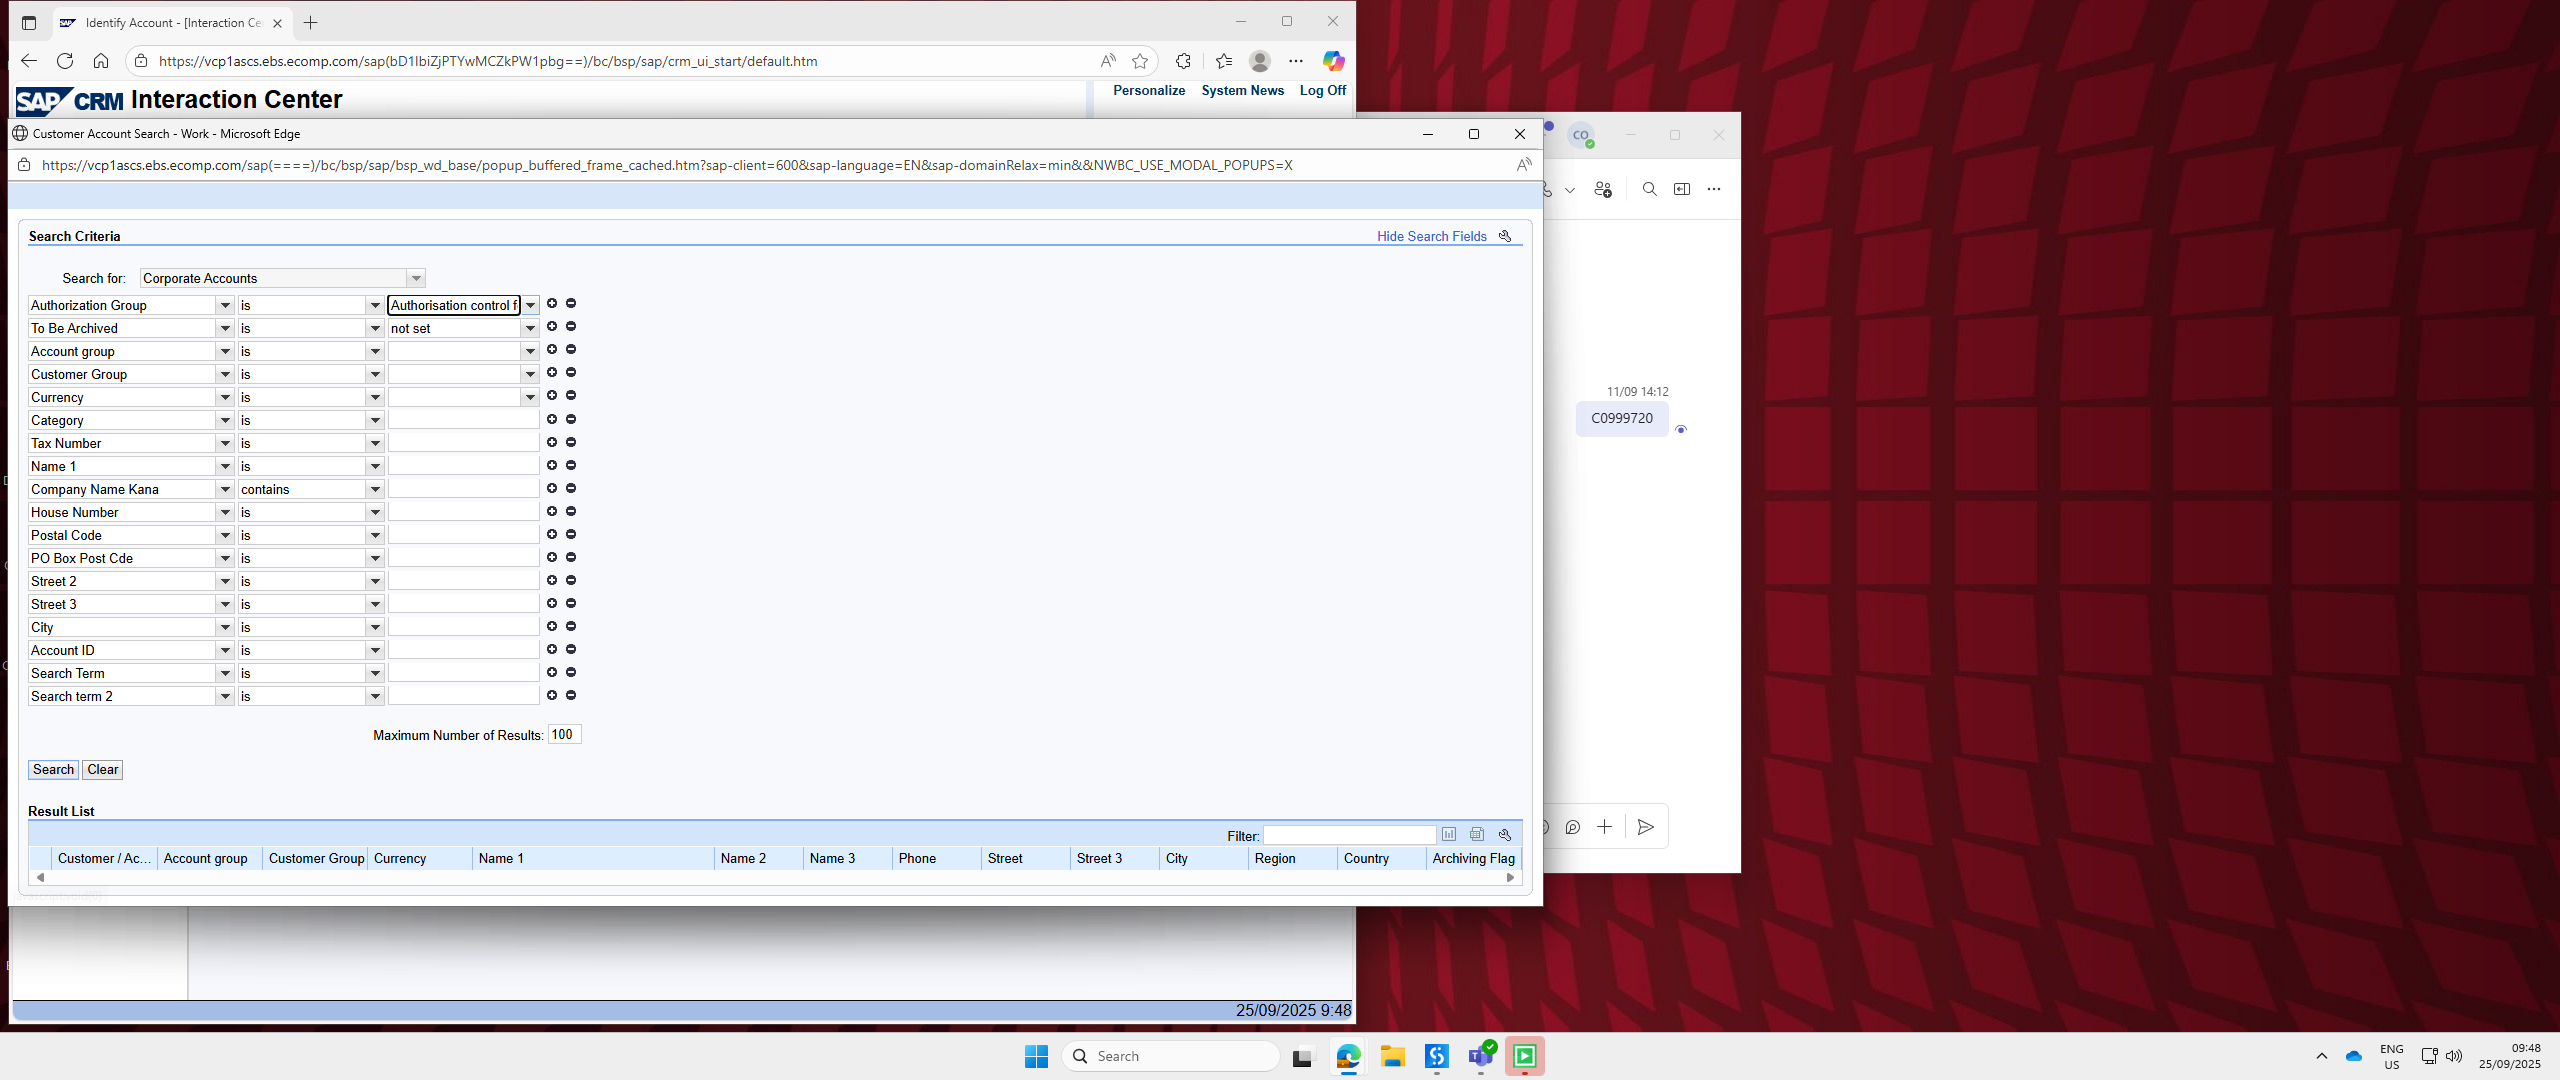 Identify Account - [Interaction Ce
https://vcp1ascs.ebs.ecomp.com/sap(bD1lbiZjPTYwMCZkPW1pbg==)/bc/bsp/sap/crm_ui_start/default.htm
SAP CRM Interaction Center
Personalize System News Log Off
Customer Account Search - Work - Microsoft Edge
https://vcp1ascs.ebs.ecomp.com/sap(====)/bc/bsp/sap/bsp_wd_base/popup_buffered_frame_cached.htm?sap-client=600&sap-language=EN&sap-domainRelax=min&&NWBC_USE_MODAL_POPUPS=X
CO
Search Criteria
Hide Search Fields
Search for: Corporate Accounts
Authorization Group is Authorisation control f
To Be Archived is not set
Account group is
Customer Group is
Currency is
Category is
Tax Number is
Name 1 is
Company Name Kana contains
House Number is
Postal Code is
PO Box Post Cde is
Street 2 is
Street 3 is
City is
Account ID is
Search Term is
Search term 2 is
Maximum Number of Results: 100
Search Clear
11/09 14:12
C0999720
Result List
Filter:
Customer / Ac... Account group Customer Group Currency Name 1 Name 2 Name 3 Phone Street Street 3 City Region Country Archiving Flag
25/09/2025 9:48
Search
ENG
US
09:48
25/09/2025